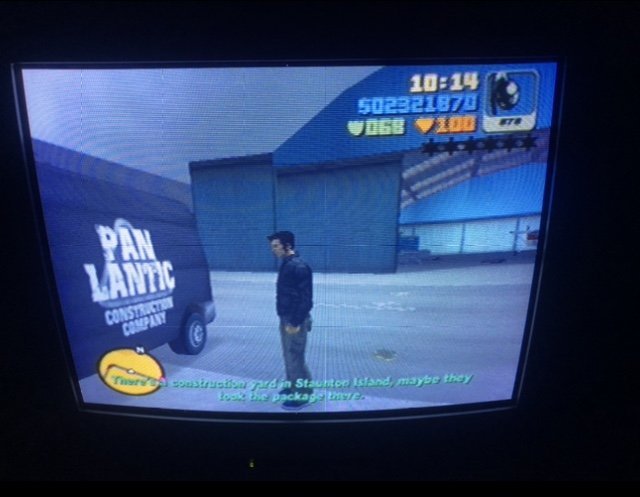 10:14
502321870
068 100
PAN
LANTIC
CONSTRUCTION
COMPANY
N
There's a construction yard in Staunton Island, maybe they
took the package there.